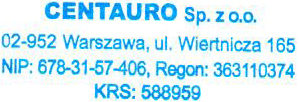 CENTAURO Sp. z o.o.
02-952 Warszawa, ul. Wiertnicza 165
NIP: 678-31-57-406, Regon: 363110374
KRS: 588959